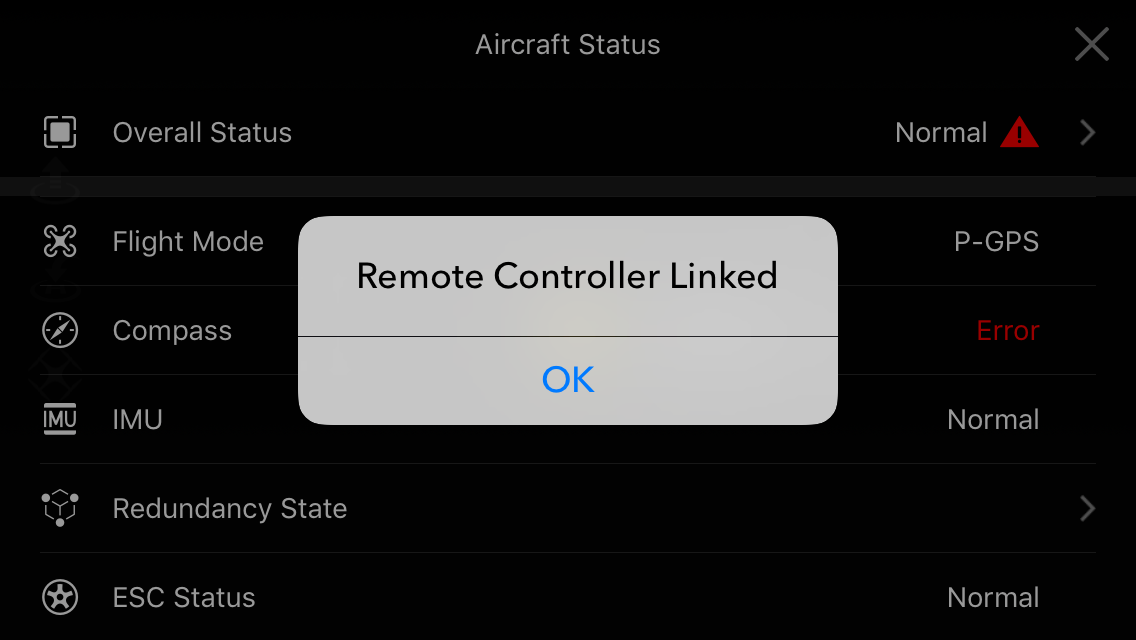 Aircraft Status
Overall Status Normal
Flight Mode P-GPS
Remote Controller Linked
Compass Error
OK
IMU IMU Normal
Redundancy State
ESC Status Normal